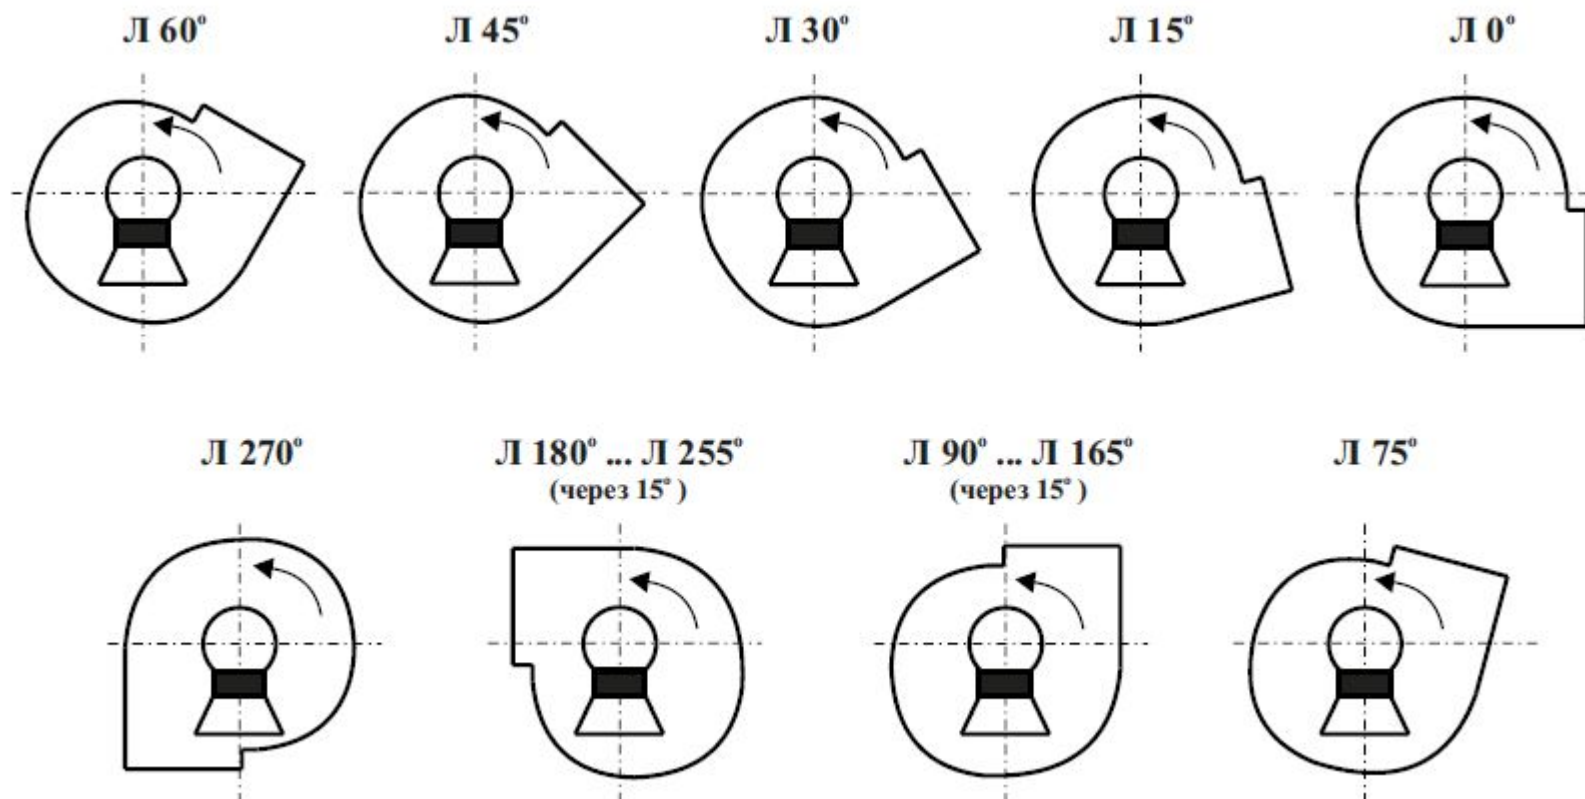 Л 60°
Л 45°
Л 30°
Л 15°
Л 0°
Л 270°
Л 180° ... Л 255°
(через 15° )
Л 90° ... Л 165°
(через 15° )
Л 75°